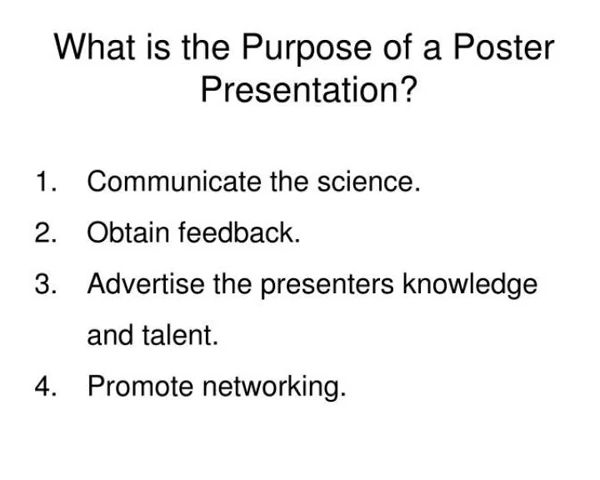 What is the Purpose of a Poster
Presentation?
1. Communicate the science.
2. Obtain feedback.
3. Advertise the presenters knowledge
and talent.
4. Promote networking.